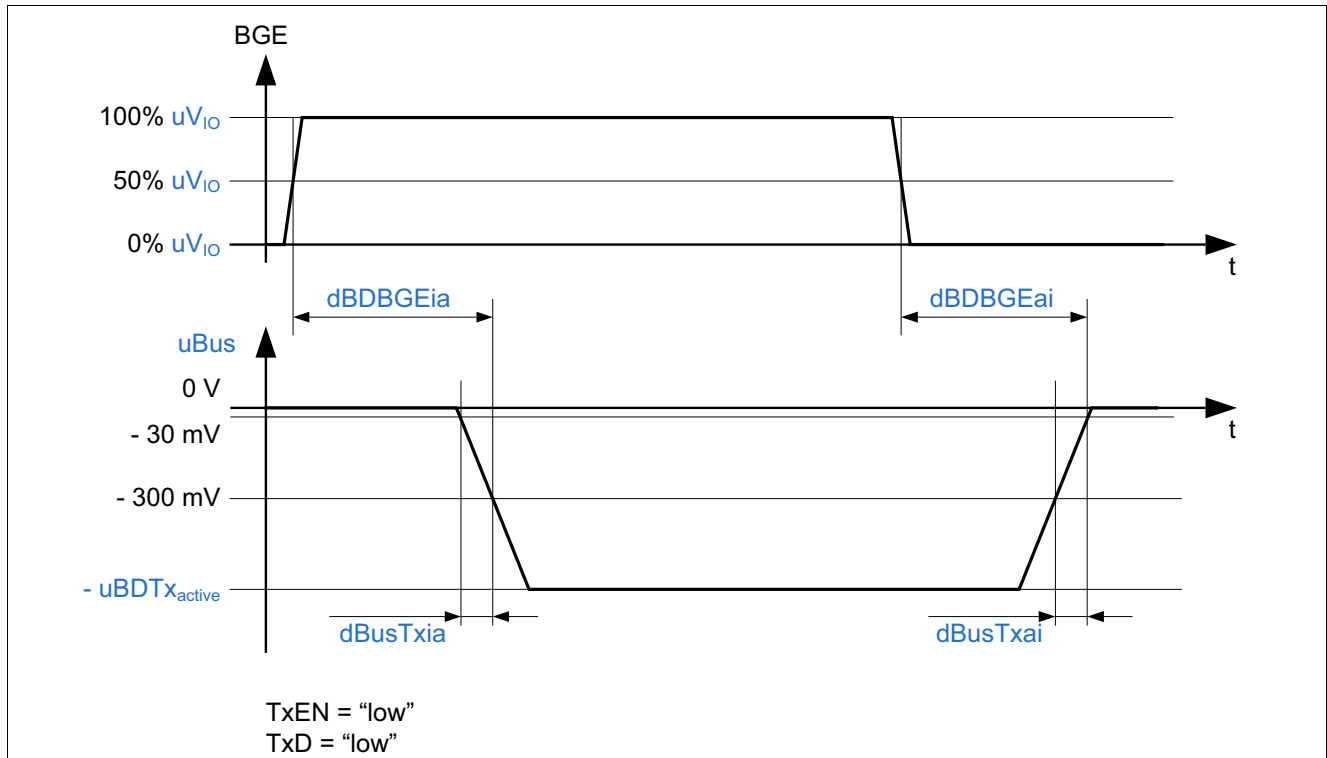 BGE
100% uVIO
50% uVIO
0% uVIO
t
dBDBGEia
dBDBGEai
uBus
0 V
- 30 mV
t
- 300 mV
- uBDTxactive
dBusTxia
dBusTxai
TxEN = “low”
TxD = “low”